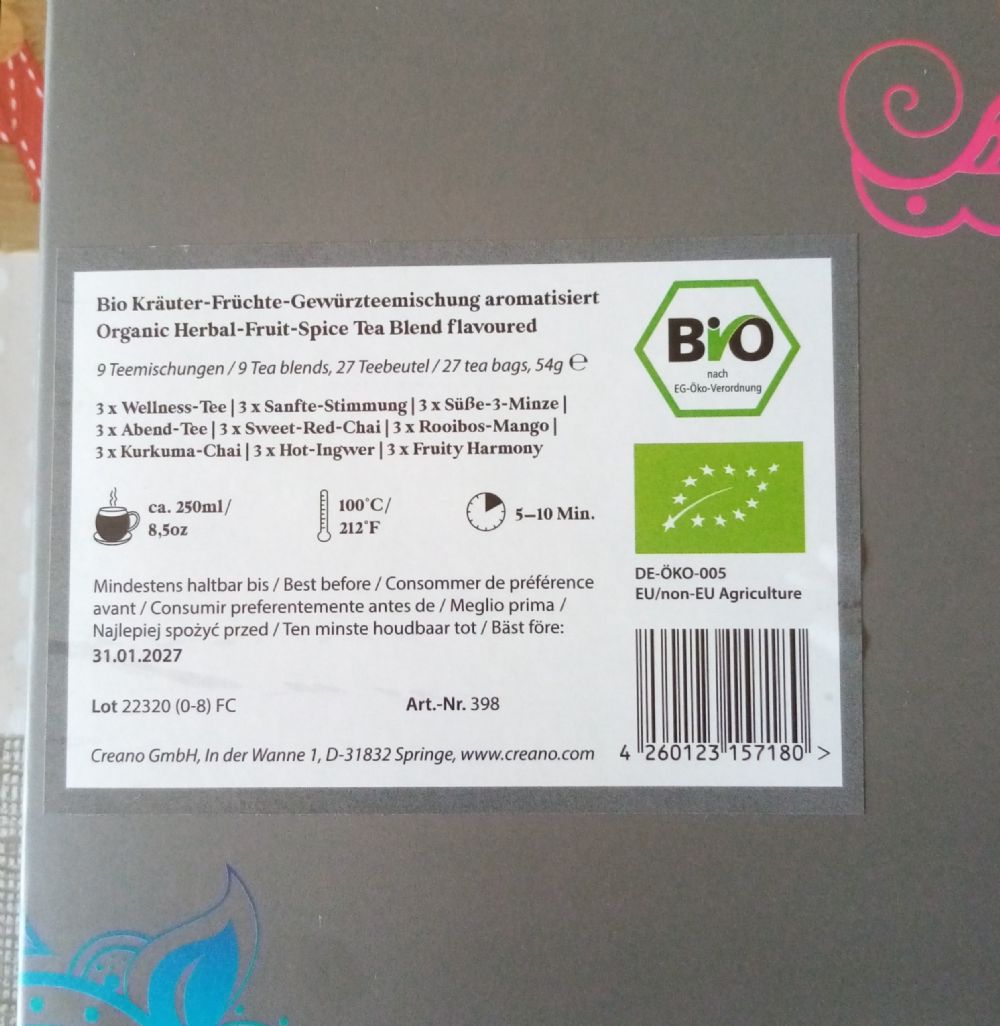 Bio Kräuter-Früchte-Gewürzteemischung aromatisiert
Organic Herbal-Fruit-Spice Tea Blend flavoured
9 Teemischungen / 9 Tea blends, 27 Teebeutel / 27 tea bags, 54g ℮
3 x Wellness-Tee | 3 x Sanfte-Stimmung | 3 x Süße-3-Minze |
3 x Abend-Tee | 3 x Sweet-Red-Chai | 3 x Rooibos-Mango |
3 x Kurkuma-Chai | 3 x Hot-Ingwer | 3 x Fruity Harmony
ca. 250ml/
8,5oz
100°C/
212°F
5-10 Min.
Mindestens haltbar bis / Best before / Consommer de préférence
avant / Consumir preferentemente antes de / Meglio prima /
Najlepiej spożyć przed / Ten minste houdbaar tot / Bäst före:
31.01.2027
Lot 22320 (0-8) FC
Art.-Nr. 398
Creano GmbH, In der Wanne 1, D-31832 Springe, www.creano.com
BiO
nach
EG-Öko-Verordnung
DE-ÖKO-005
EU/non-EU Agriculture
4 260123 157180 >